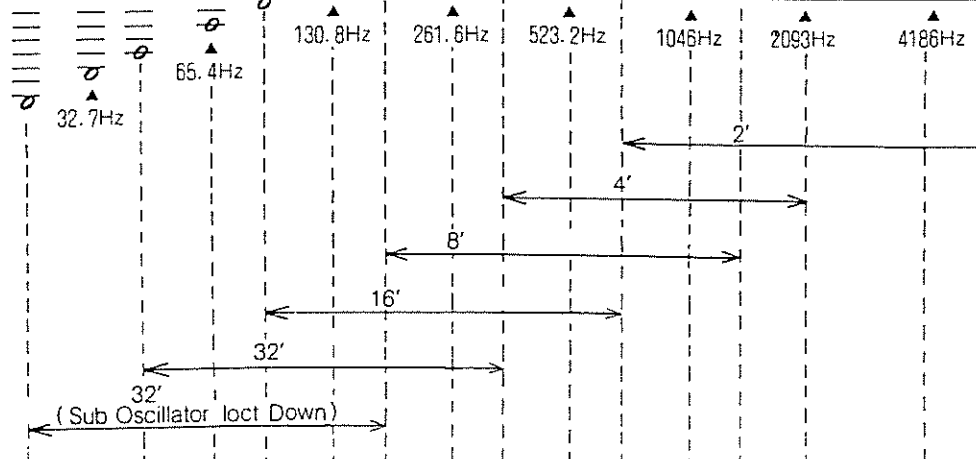 130.8Hz 261.6Hz 523.2Hz 1046Hz 2093Hz 4186Hz
65.4Hz
32.7Hz
2'
4'
8'
16'
32'
32'
(Sub Oscillator loct Down)